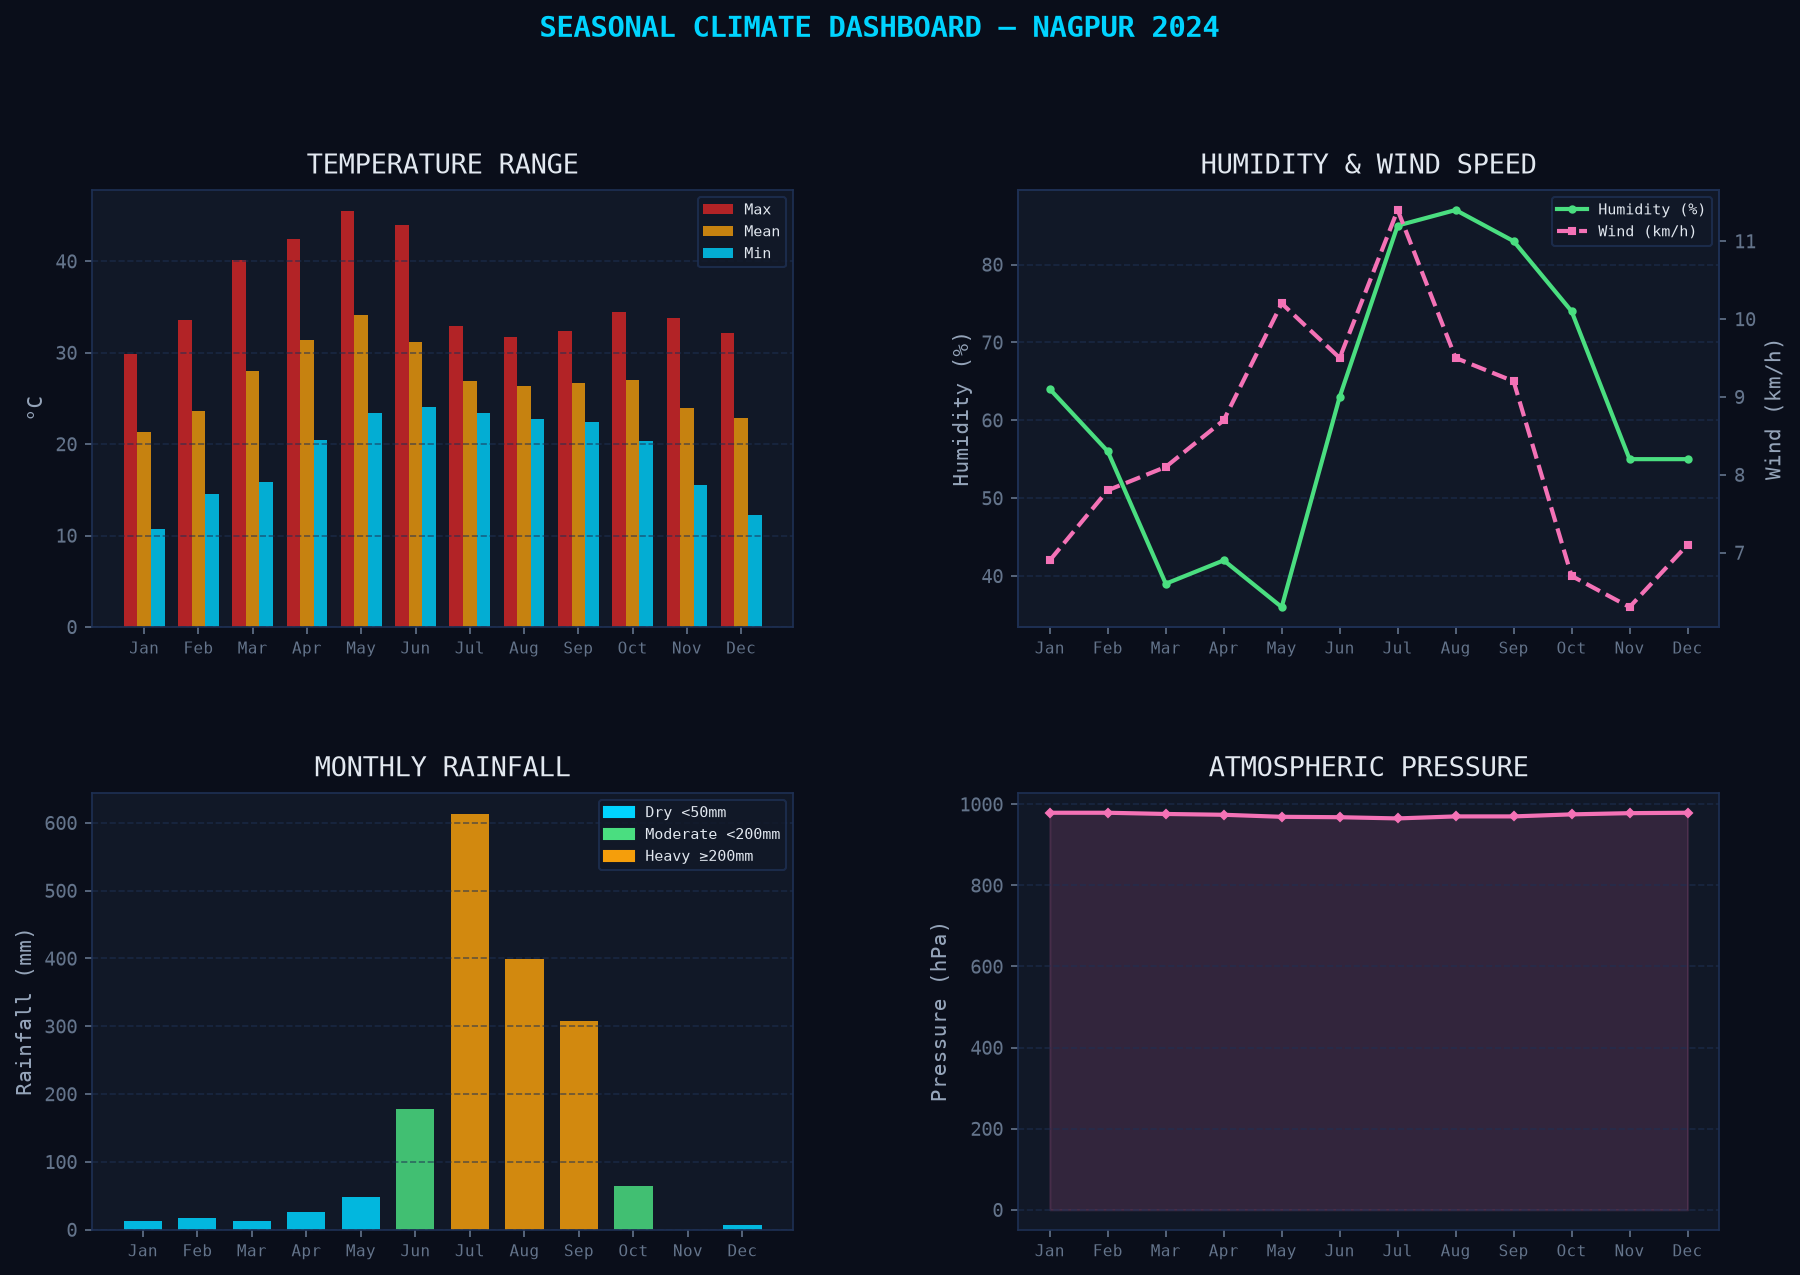 SEASONAL CLIMATE DASHBOARD — NAGPUR 2024
TEMPERATURE RANGE
°C
40
30
20
10
0
Max
Mean
Min
Jan Feb Mar Apr May Jun Jul Aug Sep Oct Nov Dec
HUMIDITY & WIND SPEED
Humidity (%)
80
70
60
50
40
Humidity (%)
Wind (km/h)
11
10
9
8
7
Wind (km/h)
Jan Feb Mar Apr May Jun Jul Aug Sep Oct Nov Dec
MONTHLY RAINFALL
Rainfall (mm)
600
500
400
300
200
100
0
Dry <50mm
Moderate <200mm
Heavy ≥200mm
Jan Feb Mar Apr May Jun Jul Aug Sep Oct Nov Dec
ATMOSPHERIC PRESSURE
Pressure (hPa)
1000
800
600
400
200
0
Jan Feb Mar Apr May Jun Jul Aug Sep Oct Nov Dec